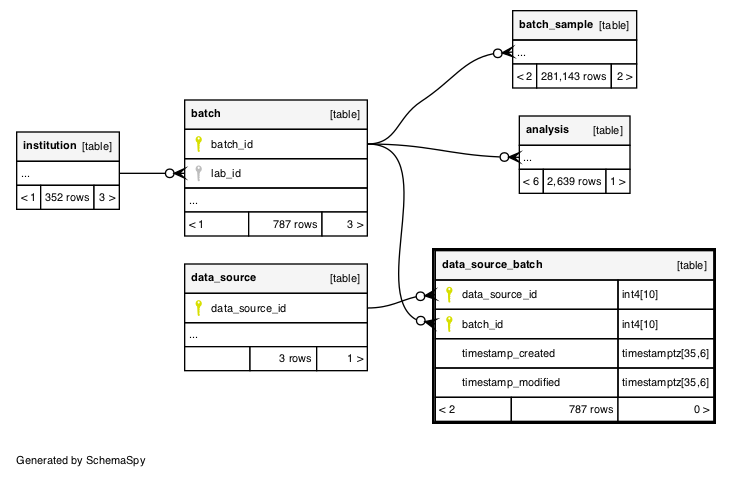 batch_sample [table]
...
< 2 281,143 rows 2 >
batch [table]
batch_id
lab_id
...
< 1 787 rows 3 >
analysis [table]
...
< 6 2,639 rows 1 >
institution [table]
...
< 1 352 rows 3 >
data_source [table]
data_source_id
...
3 rows 1 >
data_source_batch [table]
data_source_id int4[10]
batch_id int4[10]
timestamp_created timestamptz[35,6]
timestamp_modified timestamptz[35,6]
< 2 787 rows 0 >
Generated by SchemaSpy